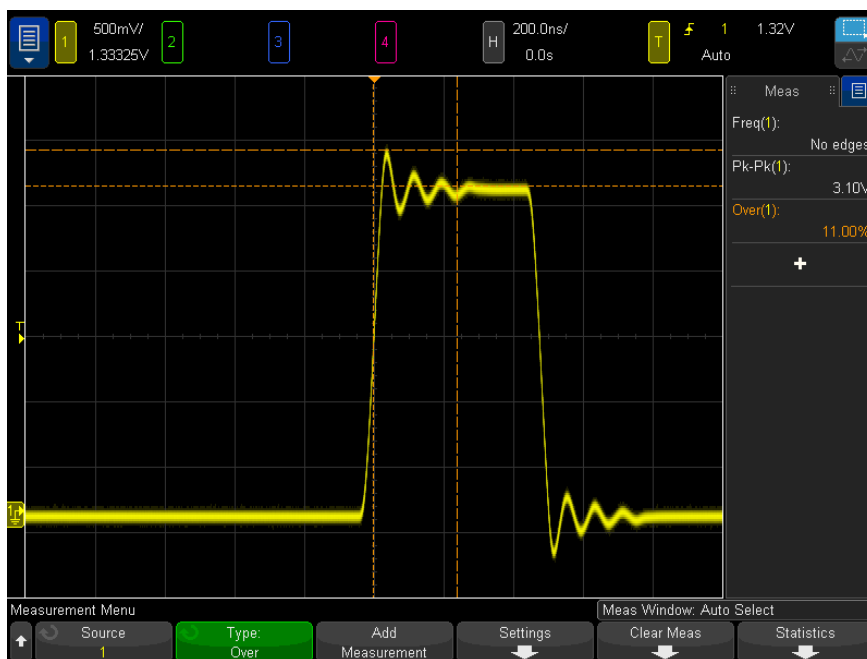 1 500mV/ 2 3 4 H 200.0ns/ T 1 1.32V
1.33325V 0.0s Auto
Meas
Freq(1):
No edges
Pk-Pk(1):
3.10V
Over(1):
11.00%
+
T
1
Measurement Menu
Meas Window: Auto Select
Source
1
Type:
Over
Add
Measurement
Settings
Clear Meas
Statistics